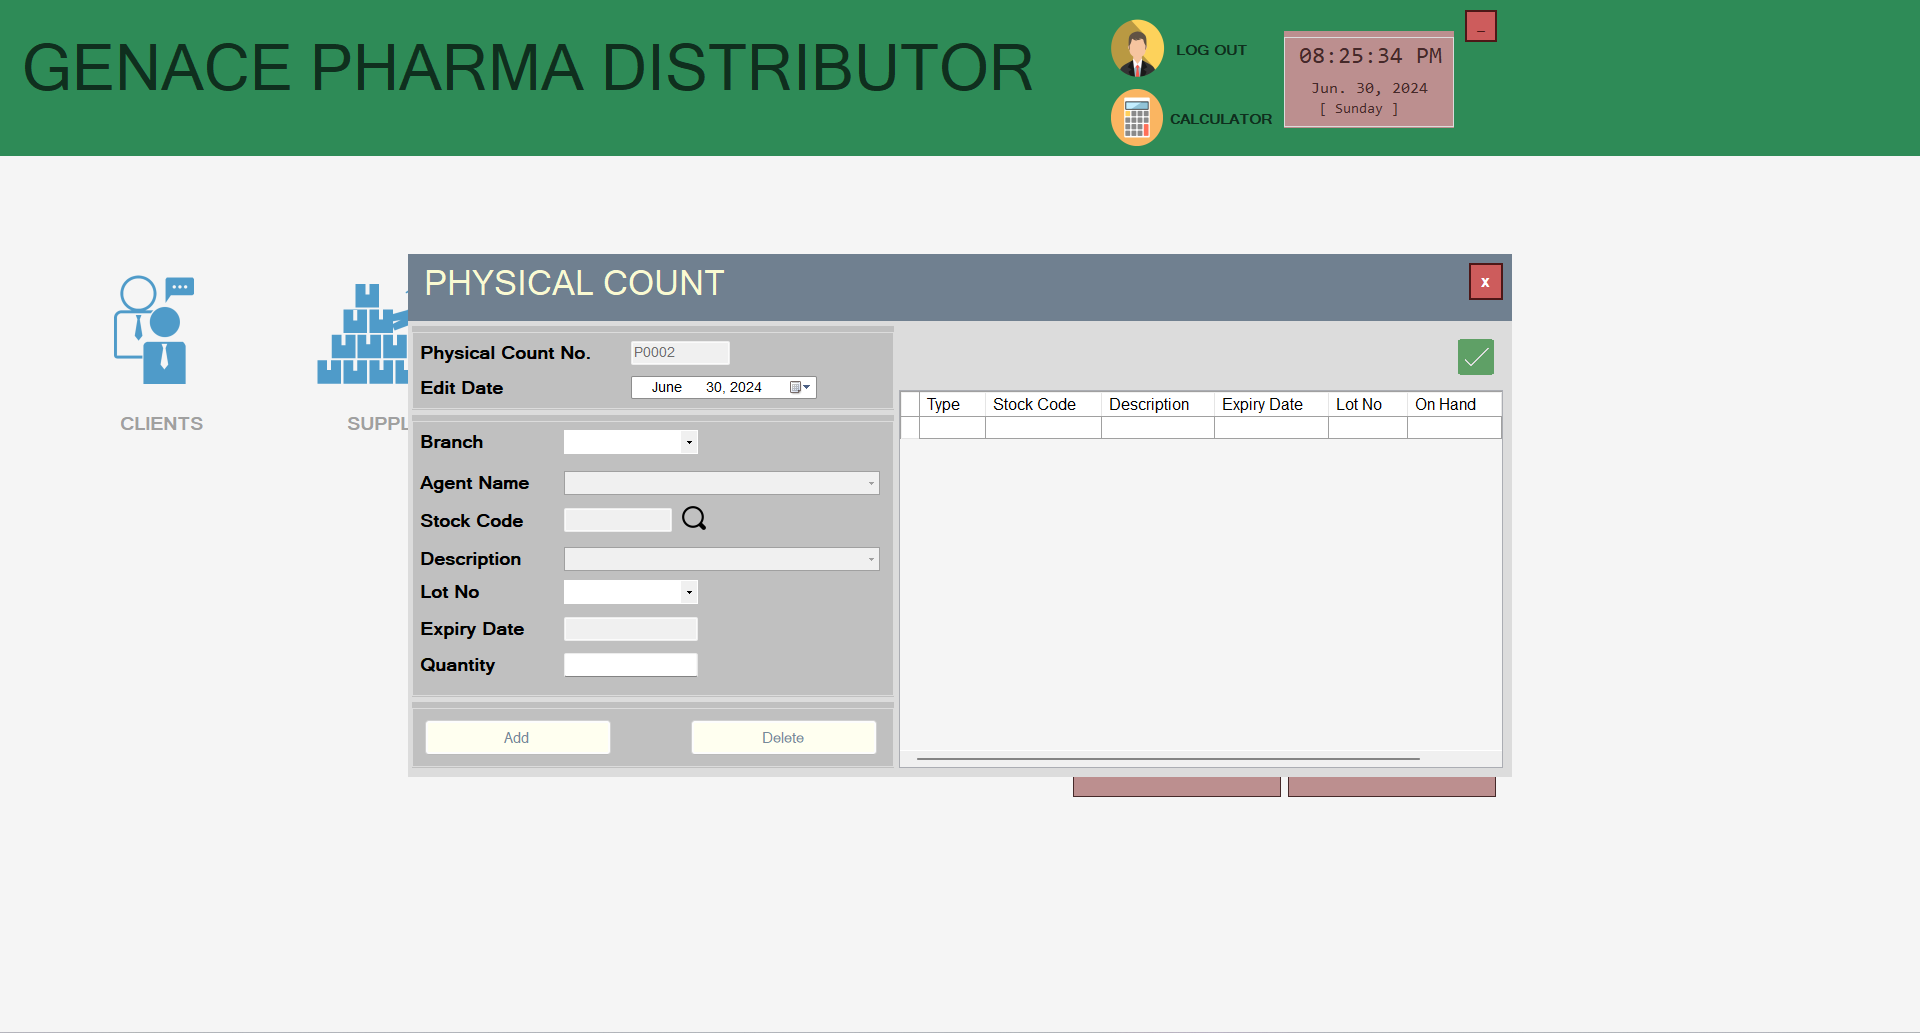 GENACE PHARMA DISTRIBUTOR
LOG OUT
CALCULATOR
08:25:34 PM
Jun. 30, 2024
[ Sunday ]
_
CLIENTS
SUPPL
PHYSICAL COUNT
x
Physical Count No. P0002
Edit Date June 30, 2024
Branch
Agent Name
Stock Code
Description
Lot No
Expiry Date
Quantity
Add Delete
Type Stock Code Description Expiry Date Lot No On Hand